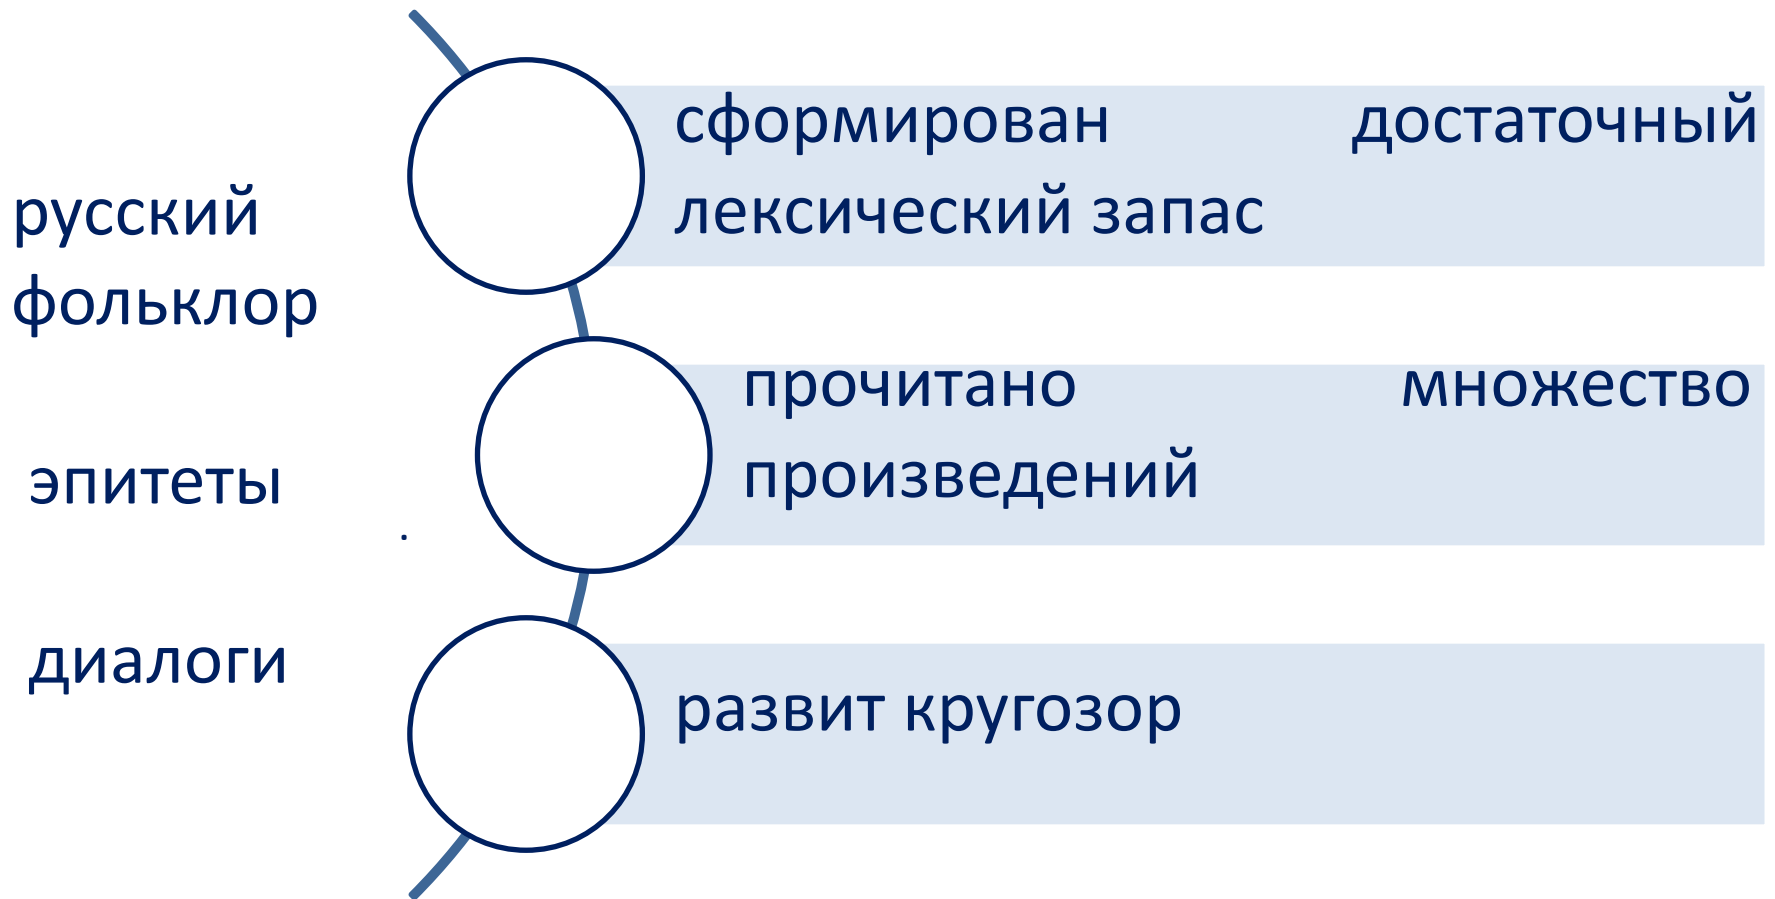 русский
фольклор
эпитеты
.
диалоги
сформирован достаточный
лексический запас
прочитано множество
произведений
развит кругозор